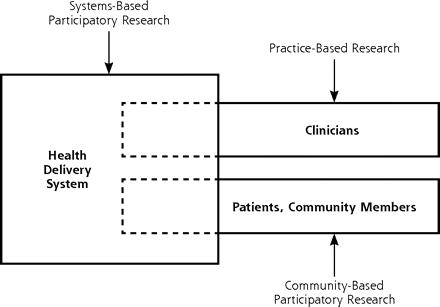 Systems-Based
Participatory Research
Practice-Based Research
Clinicians
Health
Delivery
System
Patients, Community Members
Community-Based
Participatory Research